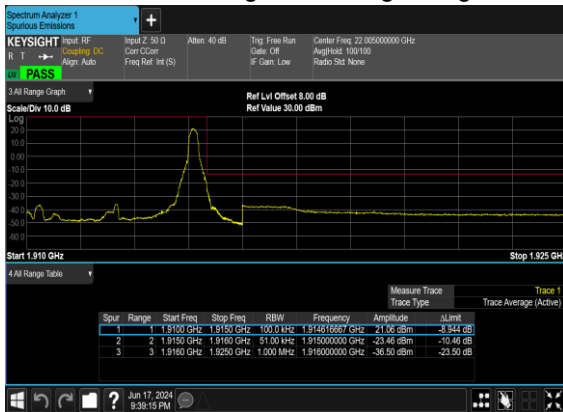 Spectrum Analyzer 1
Spurious Emissions
KEYSIGHT Input: RF Input Z: 50 Ω Atten: 40 dB Trig: Free Run Center Freq: 22.005000000 GHz
R T Coupling: DC Corr CCorr Gate: Off Avg|Hold: 100/100
Align: Auto Freq Ref: Int (S) IF Gain: Low Radio Std: None
PASS
3 All Range Graph
Ref Lvl Offset 8.00 dB
Scale/Div 10.0 dB Ref Value 30.00 dBm
Log
20.0
10.0
0.00
-10.0
-20.0
-30.0
-40.0
-50.0
-60.0
Start 1.910 GHz Stop 1.925 GH
4 All Range Table
Measure Trace Trace 1
Trace Type Trace Average (Active)
Spur Range Start Freq Stop Freq RBW Frequency Amplitude ΔLimit
1 1 1.9100 GHz 1.9150 GHz 100.0 kHz 1.914616667 GHz 21.06 dBm -8.944 dB
2 2 1.9150 GHz 1.9160 GHz 51.00 kHz 1.915000000 GHz -23.46 dBm -10.46 dB
3 3 1.9160 GHz 1.9250 GHz 1.000 MHz 1.916000000 GHz -36.50 dBm -23.50 dB
Jun 17, 2024
9:39:15 PM